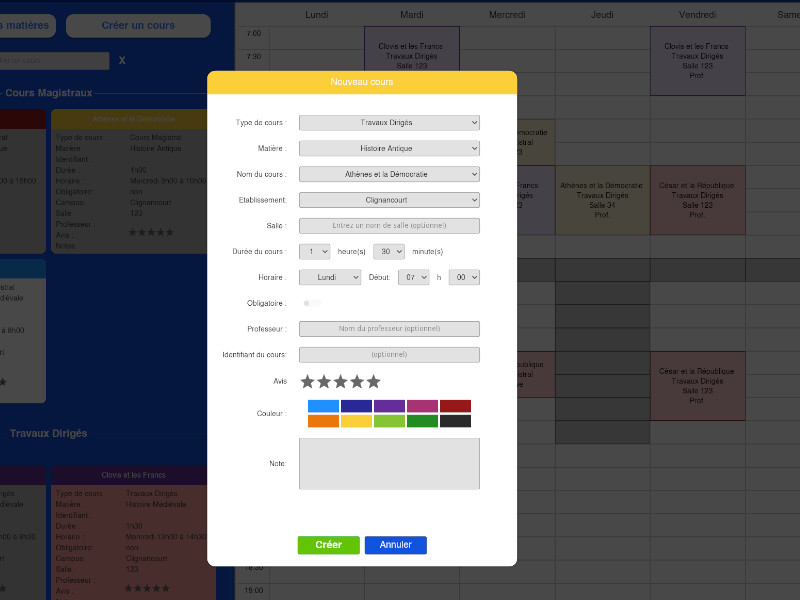 s matières
Créer un cours
Lundi
Mardi
Mercredi
Jeudi
Vendredi
Same
7:00
7:30
X
Clovis et les Francs
Travaux Dirigés
Salle 123
Clovis et les Francs
Travaux Dirigés
Salle 123
Prof.
Cours Magistraux
Athènes et la Démocratie
Type de cours : Cours Magistral
Matière : Histoire Antique
Identifiant :
Durée : 1h00
Horaire : Mercredi 9h00 à 10h00
Obligatoire : non
Campus : Clignancourt
Salle : 123
Professeur :
Avis : ★★★★★
Notes :
Nouveau cours
Type de cours : Travaux Dirigés
Matière : Histoire Antique
Nom du cours : Athènes et la Démocratie
Etablissement: Clignancourt
Salle : Entrez un nom de salle (optionnel)
Durée du cours : 1 heure(s) 30 minute(s)
Horaire : Lundi Début: 07 h 00
Obligatoire :
Professeur : Nom du professeur (optionnel)
Identifiant du cours: (optionnel)
Avis ★★★★★
Couleur :
Note:
Créer
Annuler
Athènes et la Démocratie
Travaux Dirigés
Salle 34
Prof.
César et la République
Travaux Dirigés
Salle 123
Prof.
César et la République
Travaux Dirigés
Salle 123
Prof.
Travaux Dirigés
Clovis et les Francs
Type de cours : Travaux Dirigés
Matière : Histoire Médiévale
Identifiant :
Durée : 1h30
Horaire : Mercredi 13h00 à 14h30
Obligatoire : non
Campus : Clignancourt
Salle : 123
Professeur :
Avis : ★★★★★
18:30
19:00